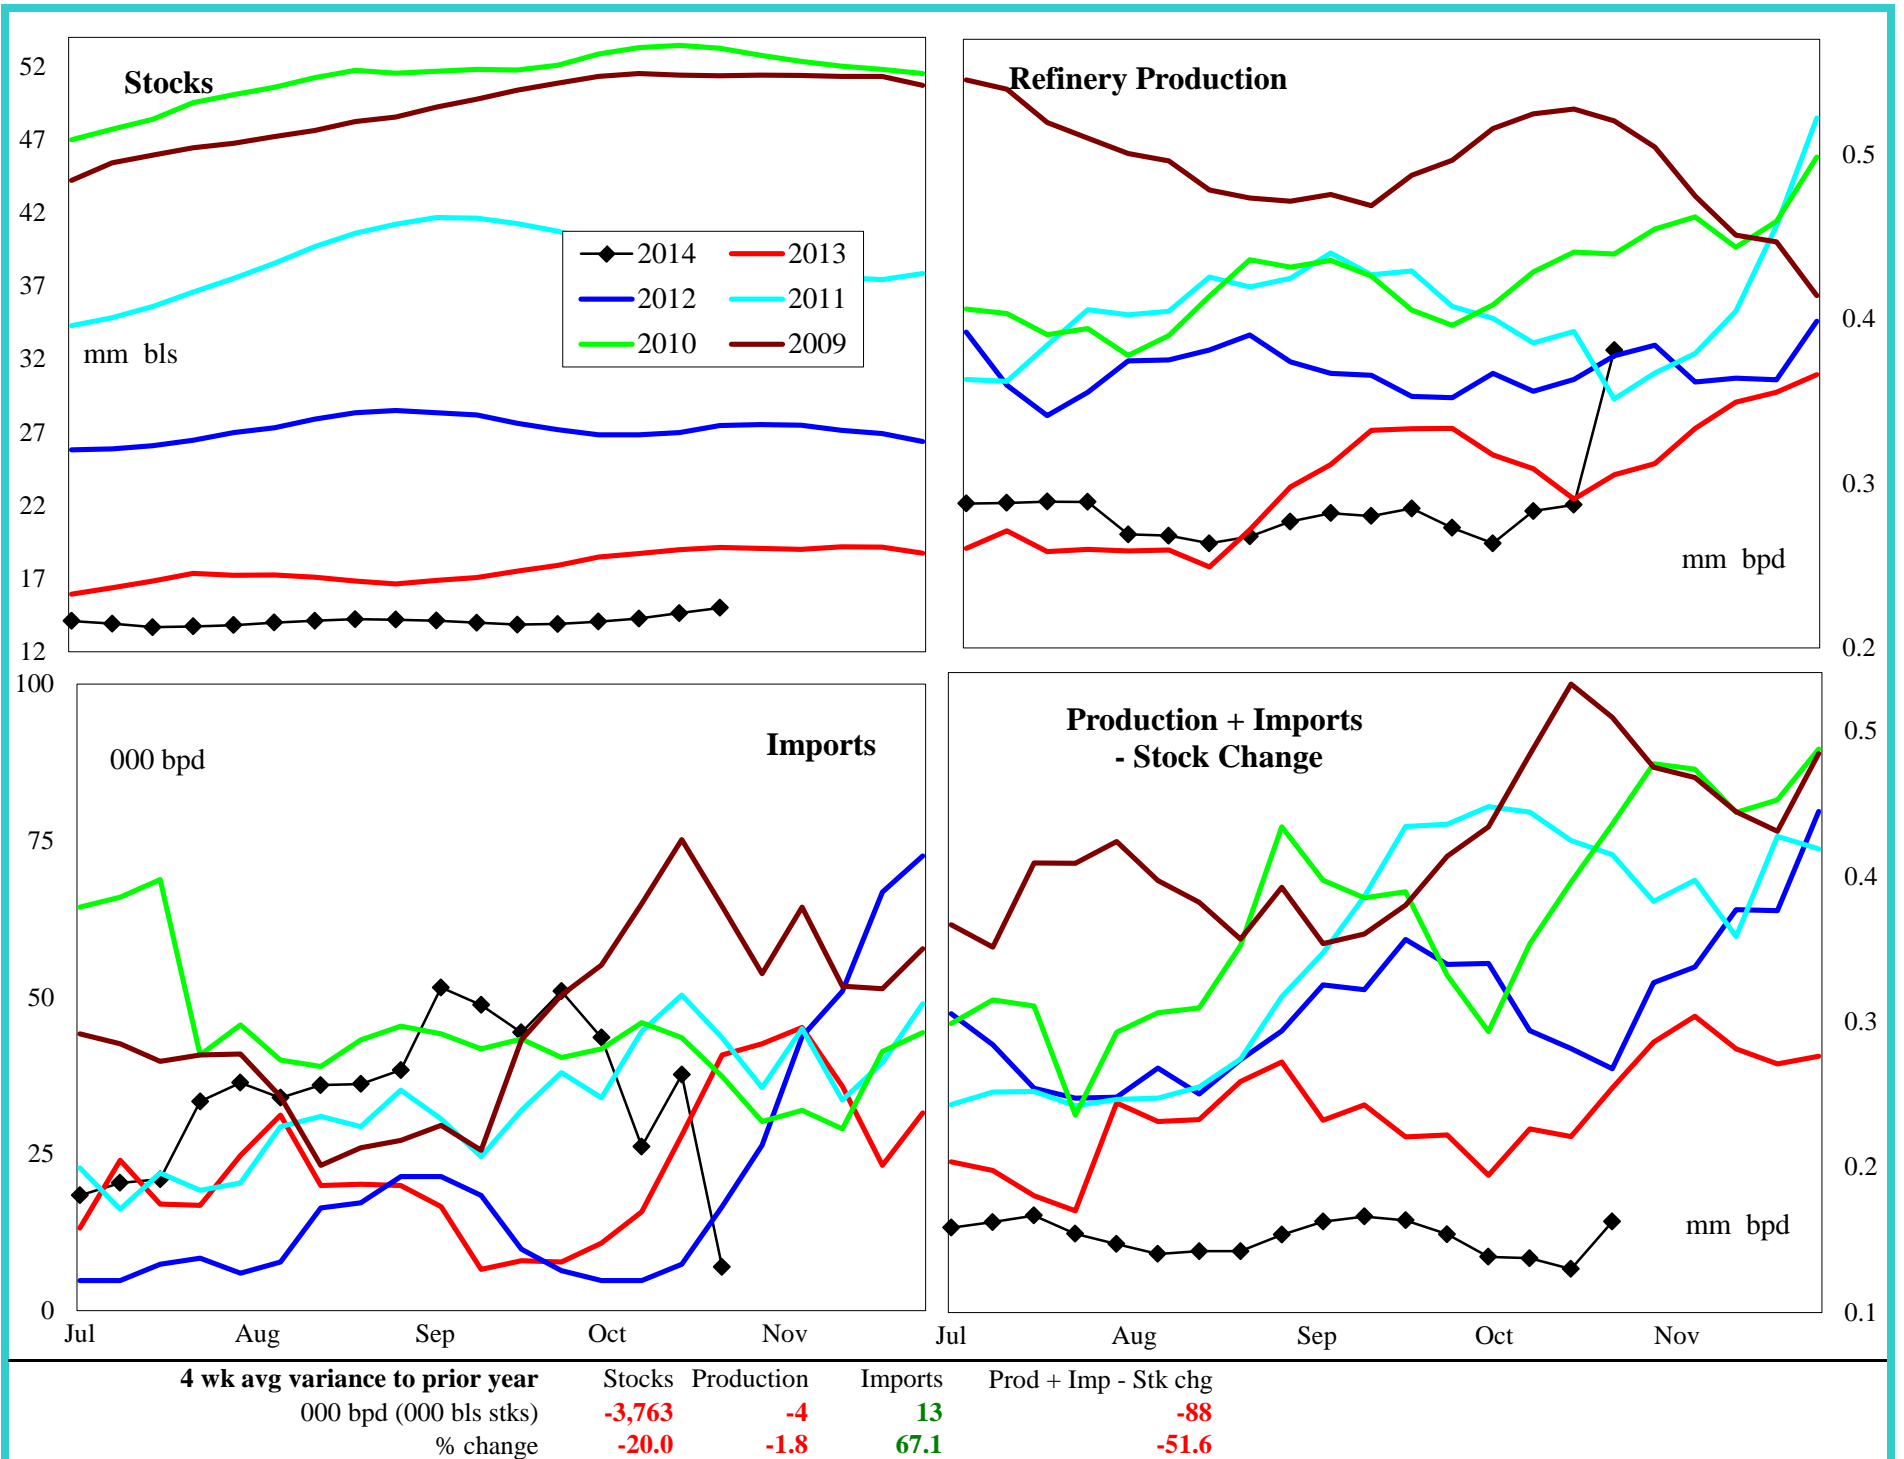 Stocks
52
47
42
37
32
27
22
17
12
mm bls
2014 2013
2012 2011
2010 2009
Refinery Production
0.5
0.4
0.3
0.2
mm bpd
100
75
50
25
0
000 bpd
Imports
Jul Aug Sep Oct Nov
Production + Imports
- Stock Change
0.5
0.4
0.3
0.2
0.1
mm bpd
Jul Aug Sep Oct Nov
4 wk avg variance to prior year Stocks Production Imports Prod + Imp - Stk chg
000 bpd (000 bls stks) -3,763 -4 13 -88
% change -20.0 -1.8 67.1 -51.6